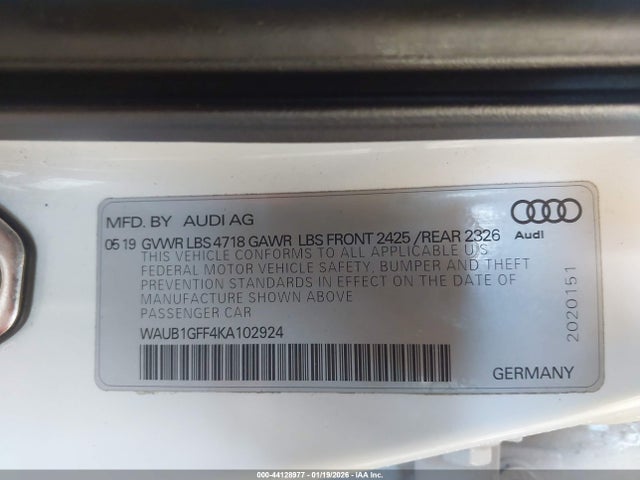 MFD. BY AUDI AG
05 19 GVWR LBS 4718 GAWR LBS FRONT 2425 /REAR 2326
THIS VEHICLE CONFORMS TO ALL APPLICABLE U.S
FEDERAL MOTOR VEHICLE SAFETY, BUMPER AND THEFT
PREVENTION STANDARDS IN EFFECT ON THE DATE OF
MANUFACTURE SHOWN ABOVE
PASSENGER CAR
WAUB1GFF4KA102924
GERMANY
Audi
2020151
000-44128977 - 01/19/2026 - IAA Inc.